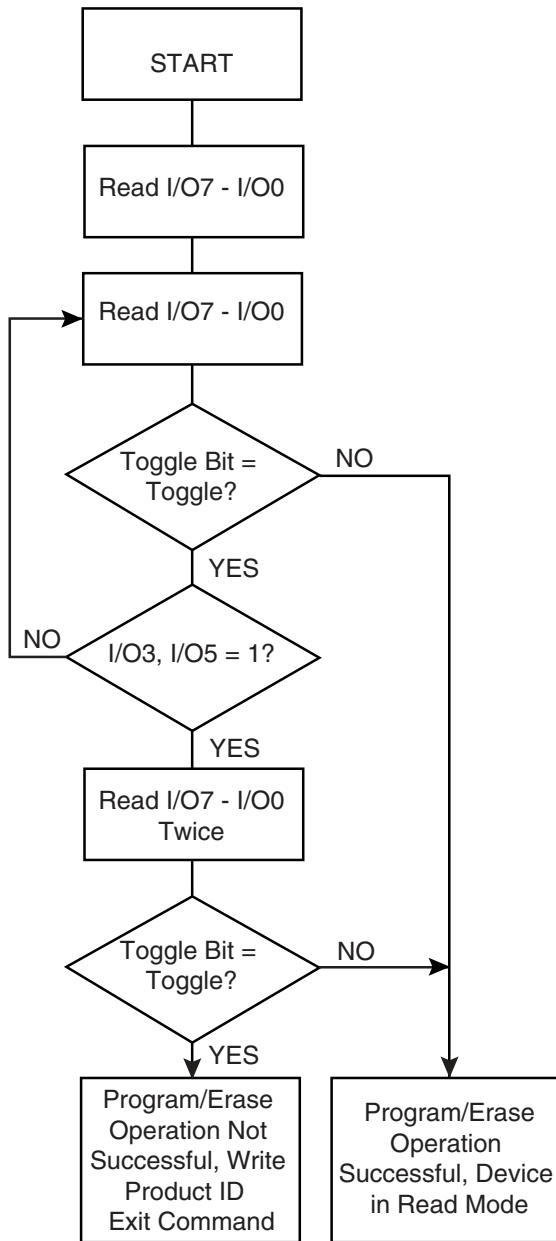 START
Read I/O7 - I/O0
Read I/O7 - I/O0
Toggle Bit =
Toggle?
NO
YES
NO
I/O3, I/O5 = 1?
YES
Read I/O7 - I/O0
Twice
Toggle Bit =
Toggle?
NO
YES
Program/Erase
Operation Not
Successful, Write
Product ID
Exit Command
Program/Erase
Operation
Successful, Device
in Read Mode